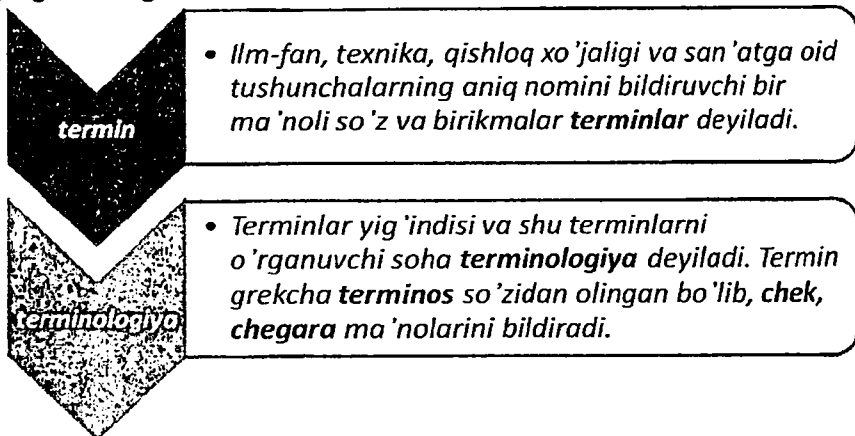 termin
• Ilm-fan, texnika, qishloq xo'jaligi va san'atga oid
tushunchalarning aniq nomini bildiruvchi bir
ma'noli so'z va birikmalar terminlar deyiladi.
terminologiya
• Terminlar yig'indisi va shu terminlarni
o'rganuvchi soha terminologiya deyiladi. Termin
grekcha terminos so'zidan olingan bo'lib, chek,
chegara ma'nolarini bildiradi.